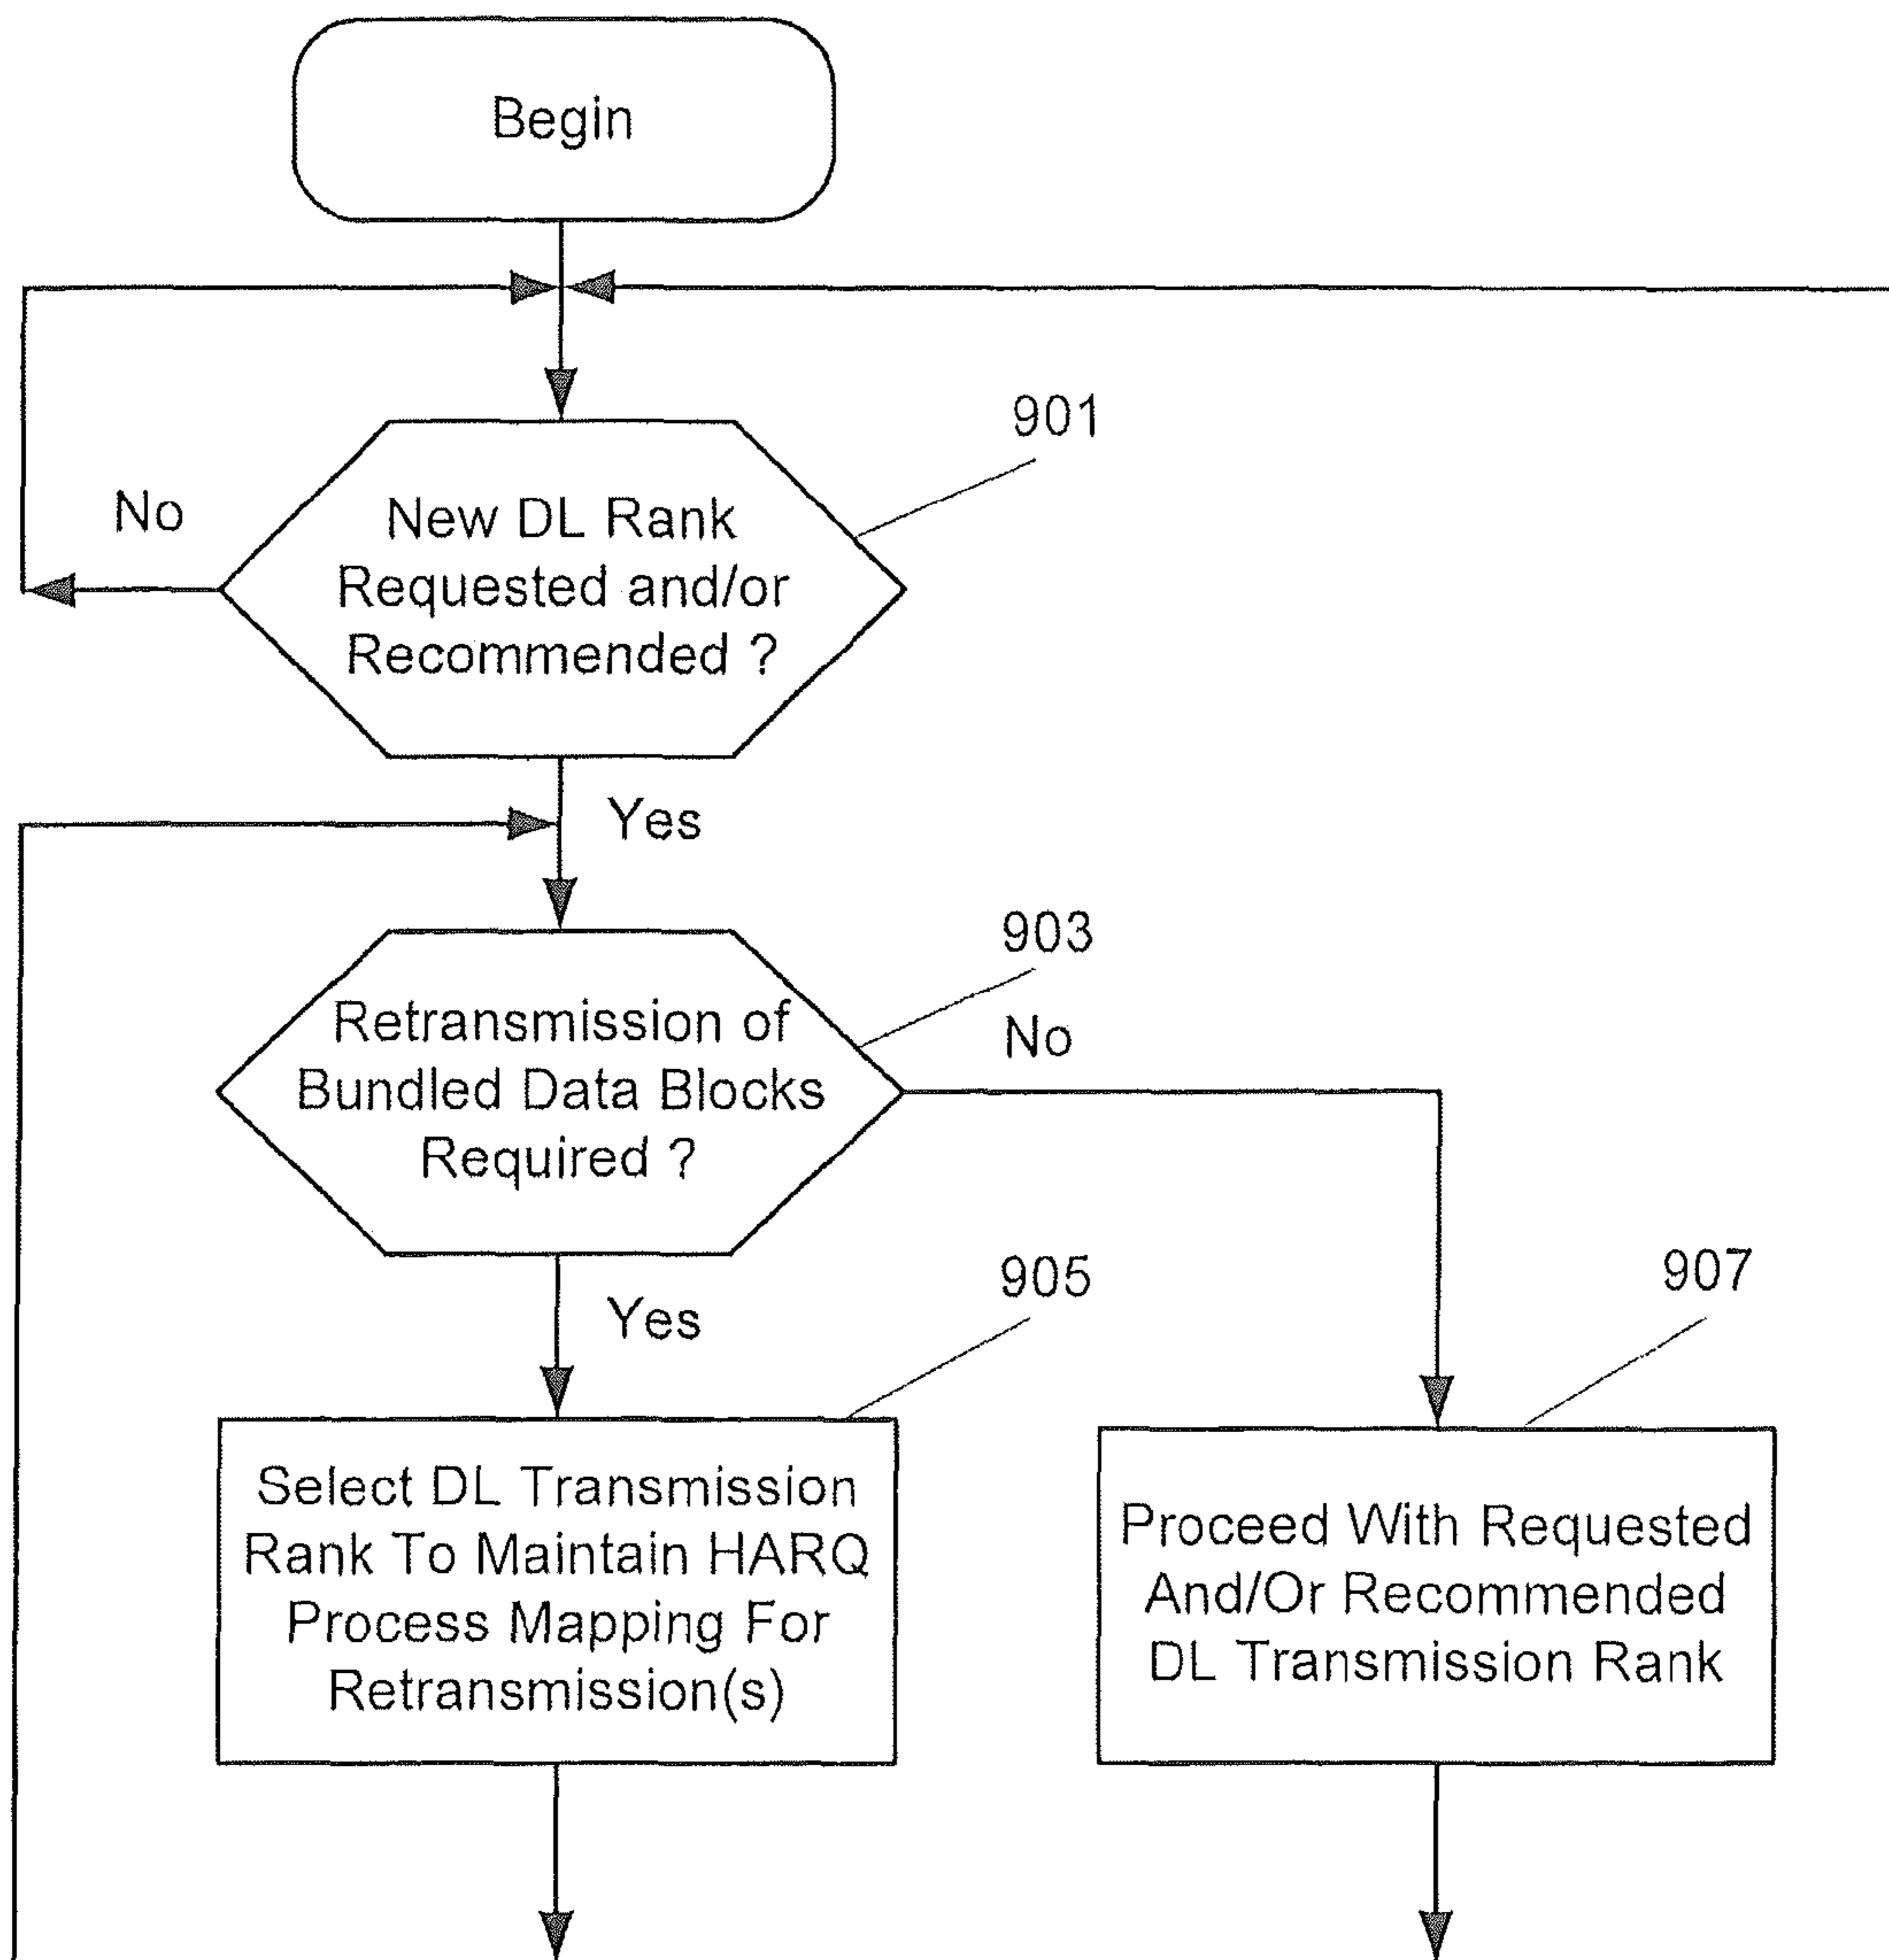 Begin
901
No
New DL Rank
Requested and/or
Recommended ?
Yes
903
Retransmission of
Bundled Data Blocks
Required ?
No
905
907
Yes
Select DL Transmission
Rank To Maintain HARQ
Process Mapping For
Retransmission(s)
Proceed With Requested
And/Or Recommended
DL Transmission Rank